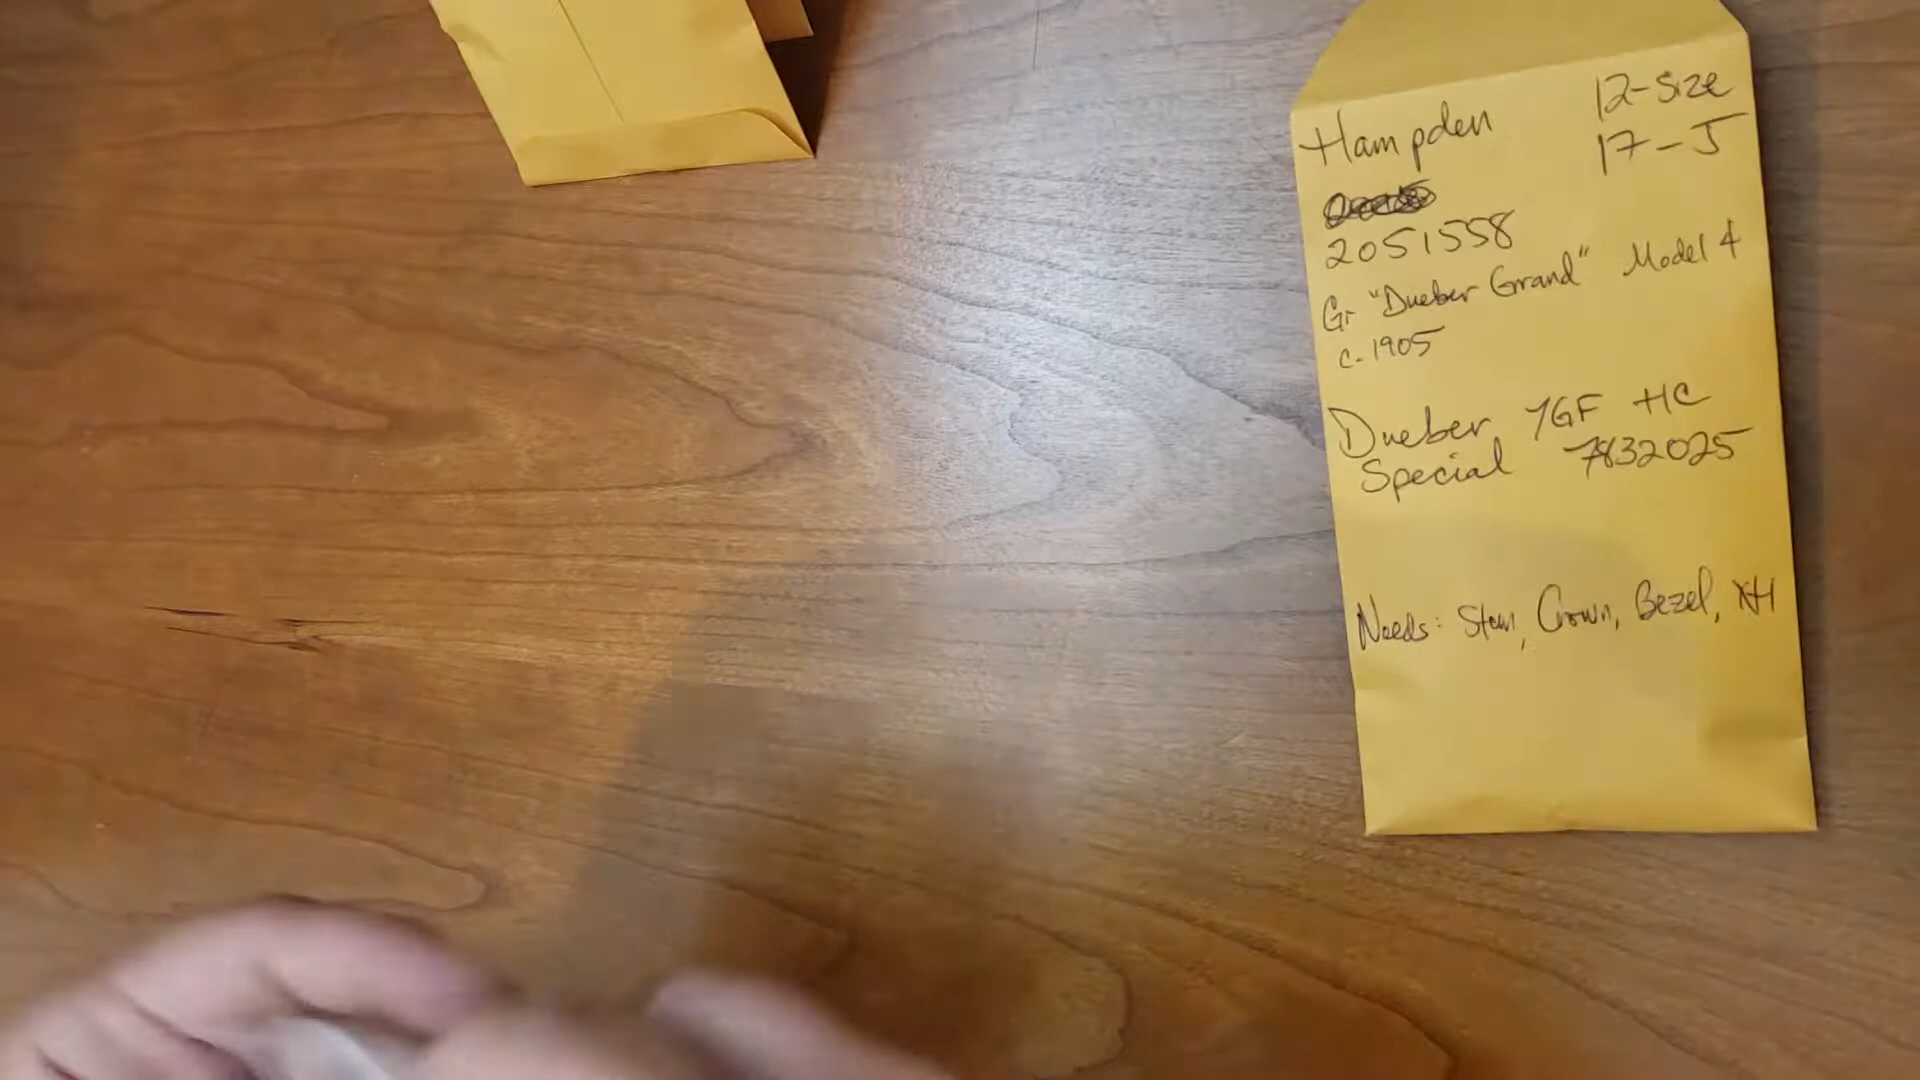 Hampden 12-Size
17-J
2051558
Gr "Dueber Grand" Model 4
c. 1905
Dueber YGF HC
Special 7832025
Needs: Stem, Crown, Bezel, XH